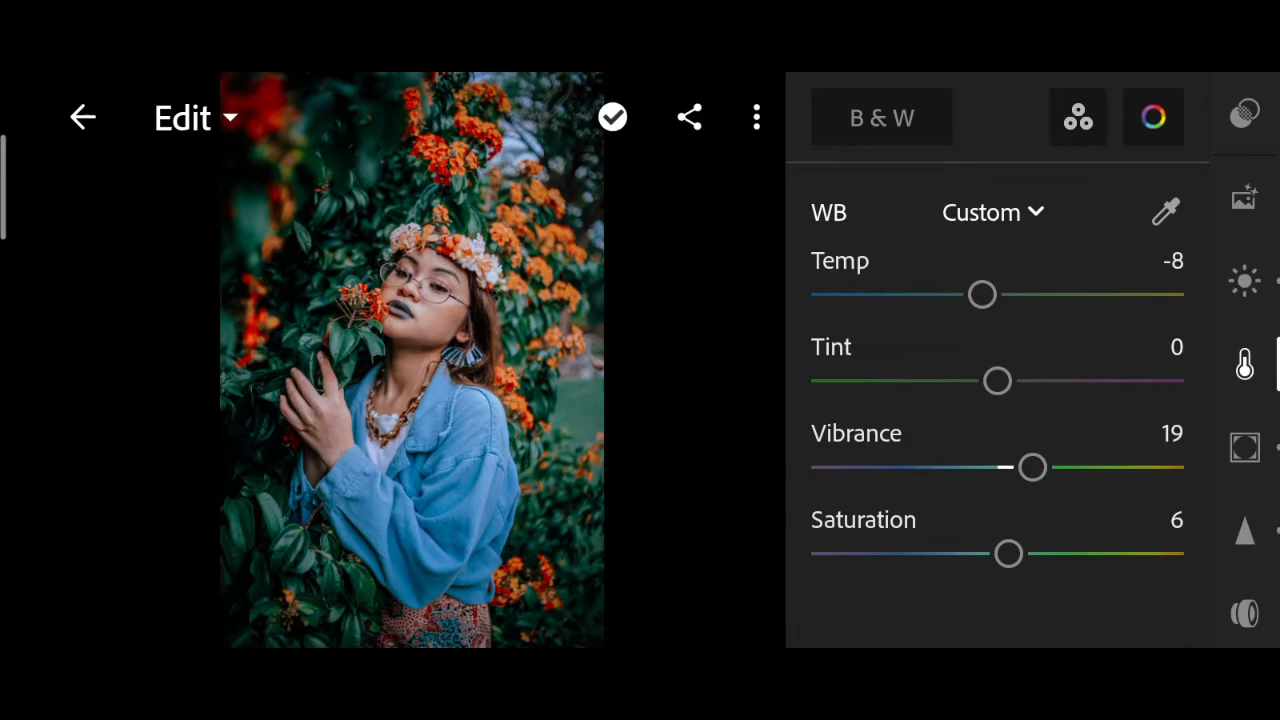 Edit
B & W
WB Custom
Temp -8
Tint 0
Vibrance 19
Saturation 6